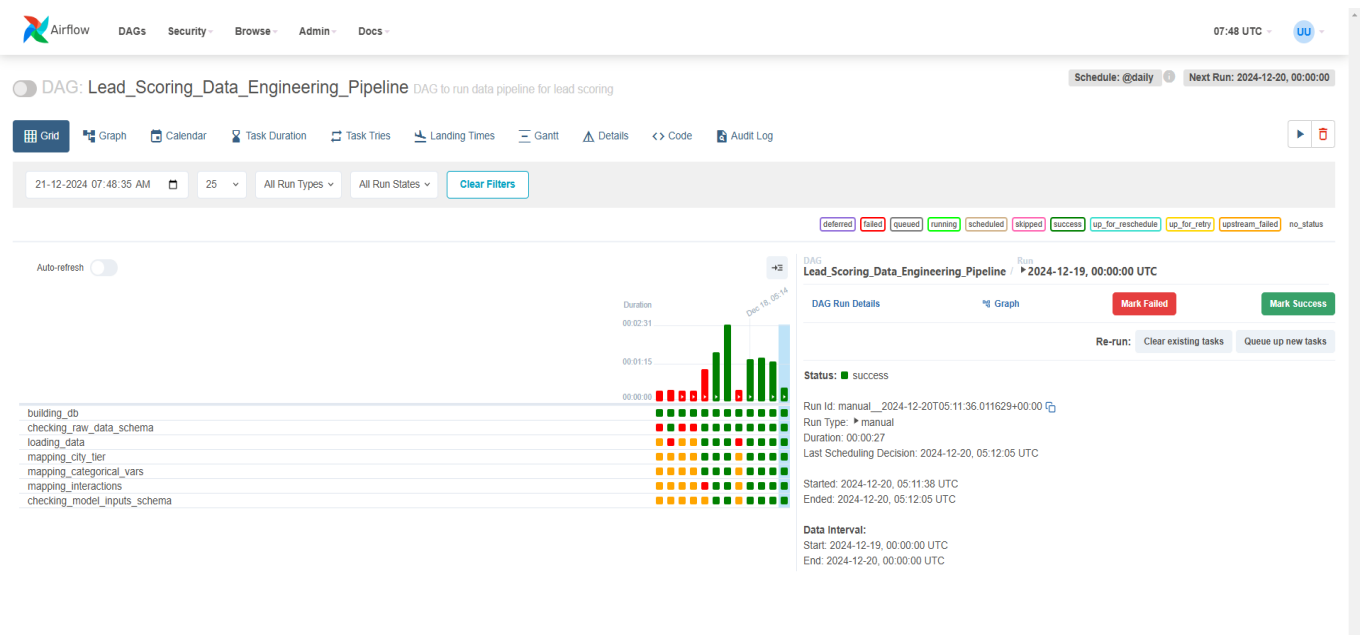 Airflow DAGs Security Browse Admin Docs 07:48 UTC UU
DAG: Lead_Scoring_Data_Engineering_Pipeline DAG to run data pipeline for lead scoring
Schedule: @daily Next Run: 2024-12-20, 00:00:00
Grid Graph Calendar Task Duration Task Tries Landing Times Gantt Details Code Audit Log
21-12-2024 07:48:35 AM 25 All Run Types All Run States Clear Filters
deferred failed queued running scheduled skipped success up_for_reschedule up_for_retry upstream_failed no_status
Auto-refresh
Duration
Dec 18, 05:14
00:02:31
00:01:15
00:00:00
building_db
checking_raw_data_schema
loading_data
mapping_city_tier
mapping_categorical_vars
mapping_interactions
checking_model_inputs_schema
DAG Run
Lead_Scoring_Data_Engineering_Pipeline / 2024-12-19, 00:00:00 UTC
DAG Run Details Graph Mark Failed Mark Success
Re-run: Clear existing tasks Queue up new tasks
Status: success
Run Id: manual__2024-12-20T05:11:36.011629+00:00
Run Type: manual
Duration: 00:00:27
Last Scheduling Decision: 2024-12-20, 05:12:05 UTC
Started: 2024-12-20, 05:11:38 UTC
Ended: 2024-12-20, 05:12:05 UTC
Data Interval:
Start: 2024-12-19, 00:00:00 UTC
End: 2024-12-20, 00:00:00 UTC